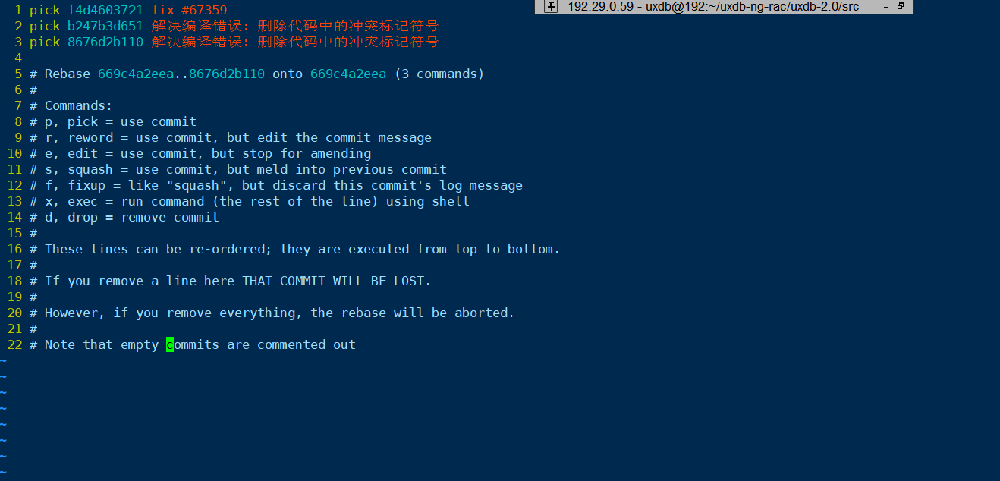 192.29.0.59 - uxdb@192:~/uxdb-ng-rac/uxdb-2.0/src
1 pick f4d4603721 fix #67359
2 pick b247b3d651 解决编译错误: 删除代码中的冲突标记符号
3 pick 8676d2b110 解决编译错误: 删除代码中的冲突标记符号
4
5 # Rebase 669c4a2eea..8676d2b110 onto 669c4a2eea (3 commands)
6 #
7 # Commands:
8 # p, pick = use commit
9 # r, reword = use commit, but edit the commit message
10 # e, edit = use commit, but stop for amending
11 # s, squash = use commit, but meld into previous commit
12 # f, fixup = like "squash", but discard this commit's log message
13 # x, exec = run command (the rest of the line) using shell
14 # d, drop = remove commit
15 #
16 # These lines can be re-ordered; they are executed from top to bottom.
17 #
18 # If you remove a line here THAT COMMIT WILL BE LOST.
19 #
20 # However, if you remove everything, the rebase will be aborted.
21 #
22 # Note that empty commits are commented out
~
~
~
~
~
~
~
~